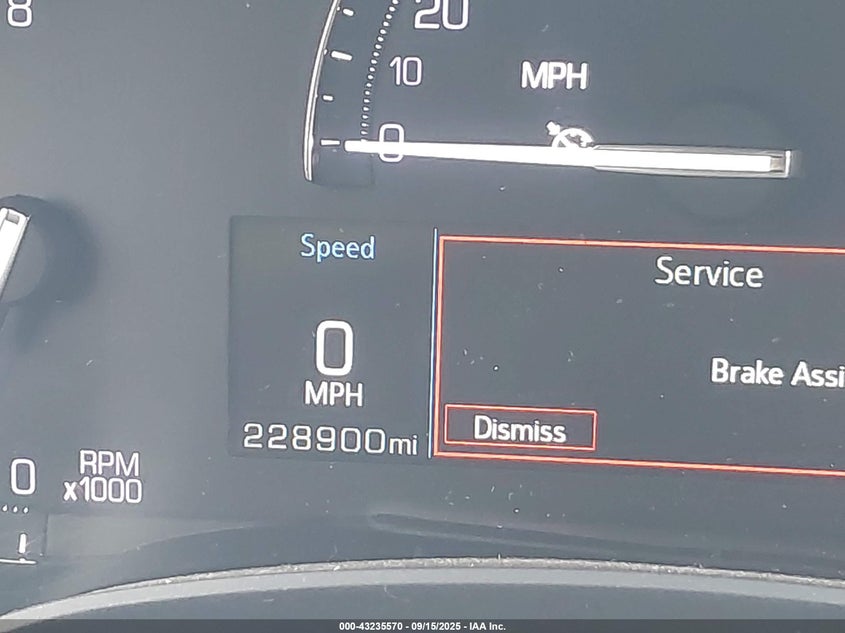 8
20
10
MPH
0
Speed
Service
0
MPH
Brake Assi
Dismiss
228900mi
0
RPM
x1000
000-43235570 - 09/15/2025 - IAA Inc.